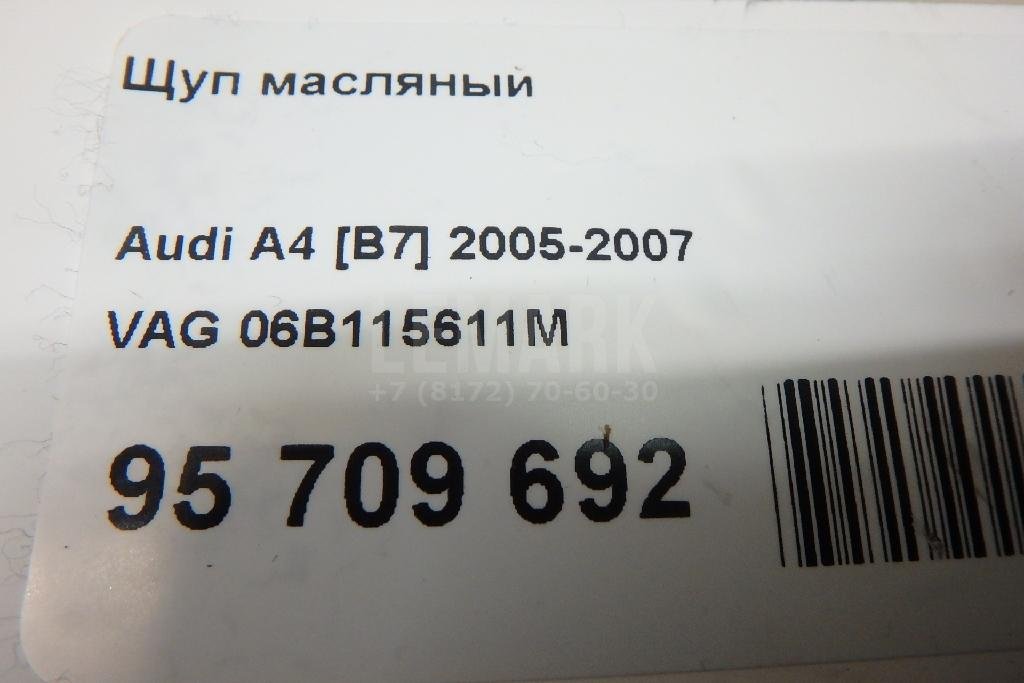 Щуп масляный
Audi A4 [B7] 2005-2007
VAG 06B115611M
LEMARK
+7 (8172) 70-60-30
95 709 692